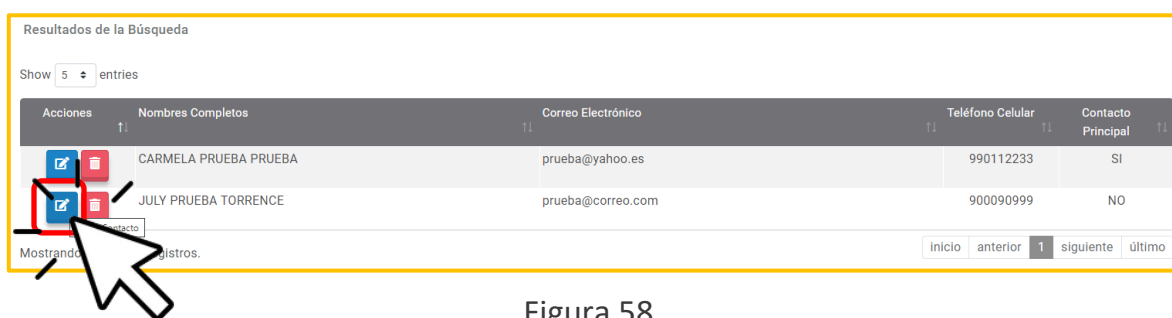 Resultados de la Búsqueda
Show 5 entries
Acciones Nombres Completos Correo Electrónico Teléfono Celular Contacto Principal
CARMELA PRUEBA PRUEBA prueba@yahoo.es 990112233 SI
JULY PRUEBA TORRENCE prueba@correo.com 900090999 NO
Contacto
Mostrando
inicio anterior 1 siguiente último
Figura 58